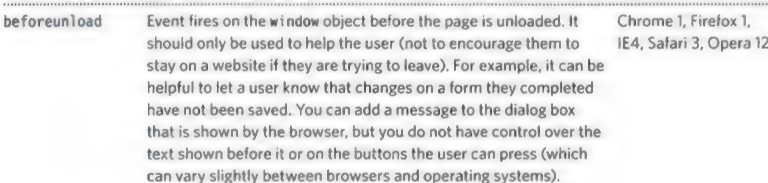 beforeunload Event fires on the window object before the page is unloaded. It Chrome 1, Firefox 1,
should only be used to help the user (not to encourage them to IE4, Safari 3, Opera 12
stay on a website if they are trying to leave). For example, it can be
helpful to let a user know that changes on a form they completed
have not been saved. You can add a message to the dialog box
that is shown by the browser, but you do not have control over the
text shown before it or on the buttons the user can press (which
can vary slightly between browsers and operating systems).